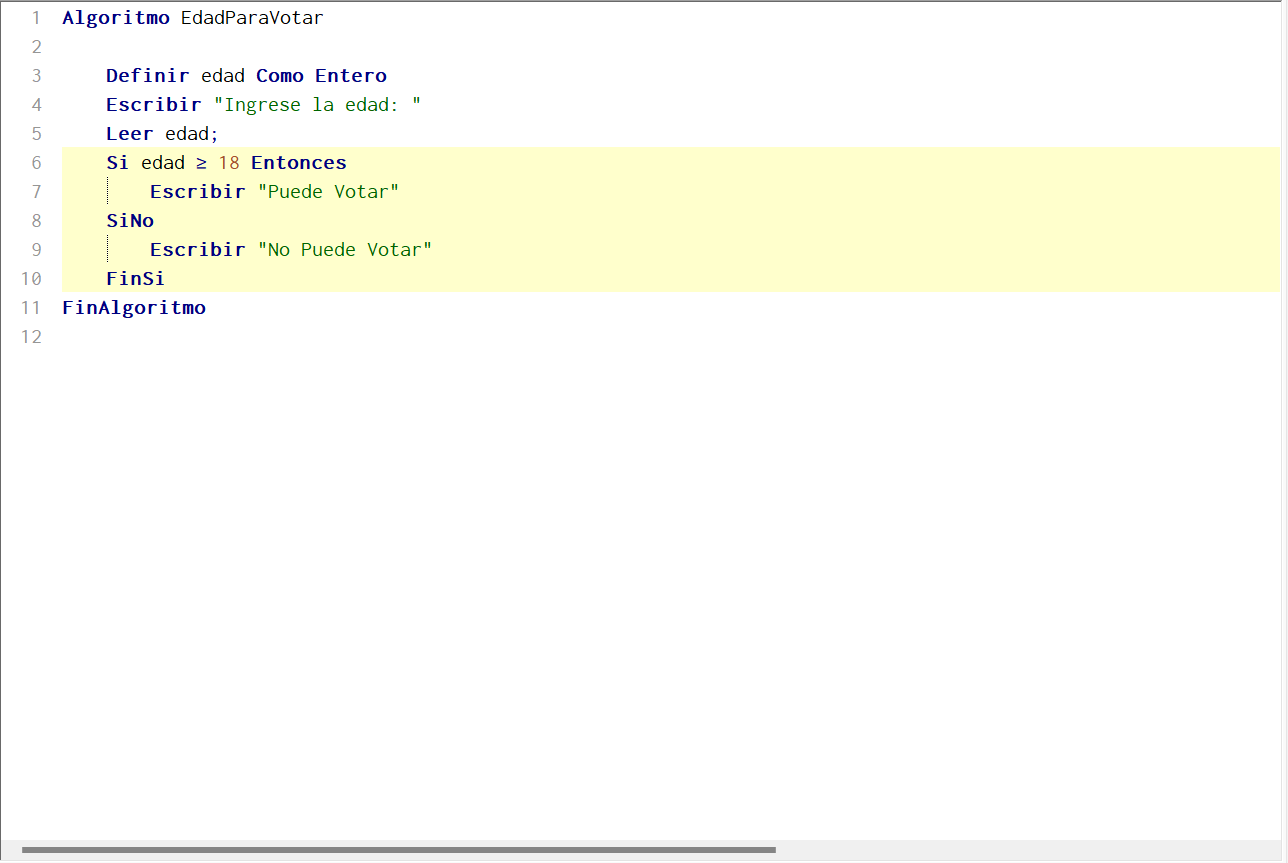 1 Algoritmo EdadParaVotar
2
3 Definir edad Como Entero
4 Escribir "Ingrese la edad: "
5 Leer edad;
6 Si edad ≥ 18 Entonces
7 Escribir "Puede Votar"
8 SiNo
9 Escribir "No Puede Votar"
10 FinSi
11 FinAlgoritmo
12